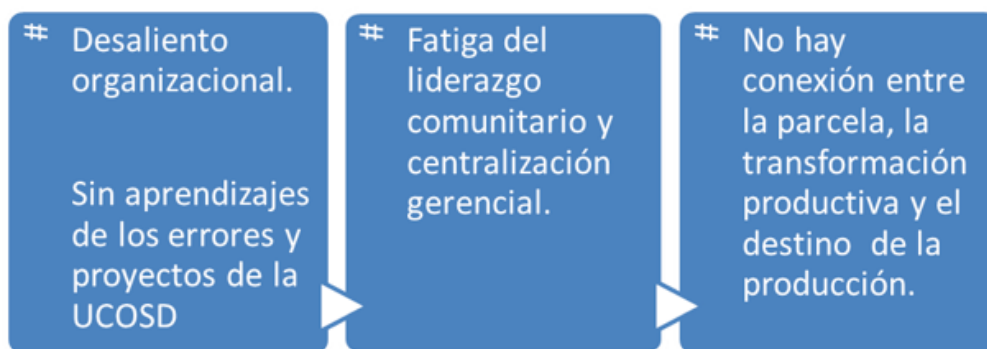 # Desaliento
organizacional.
Sin aprendizajes
de los errores y
proyectos de la
UCOSD
# Fatiga del
liderazgo
comunitario y
centralización
gerencial.
# No hay
conexión entre
la parcela, la
transformación
productiva y el
destino de la
producción.